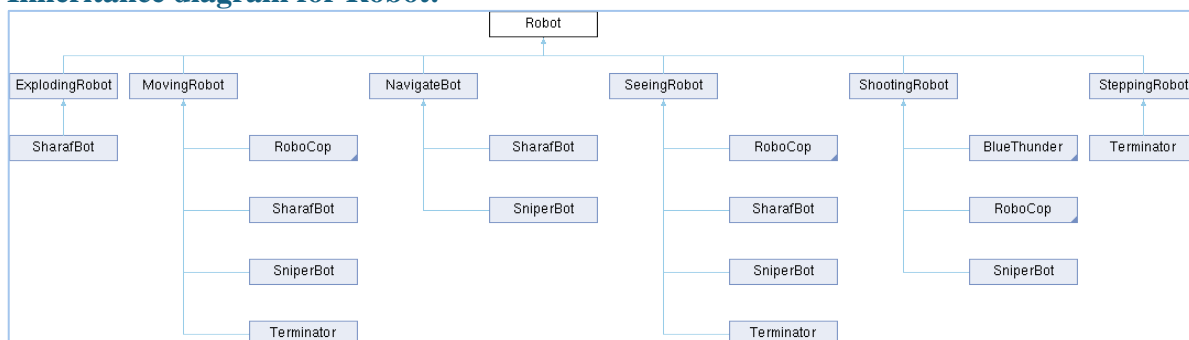 Inheritance diagram for Robot:
Robot
ExplodingRobot MovingRobot NavigateBot SeeingRobot ShootingRobot SteppingRobot
SharafBot RoboCop SharafBot RoboCop BlueThunder Terminator
SharafBot SniperBot SharafBot RoboCop
SniperBot SniperBot SniperBot
Terminator Terminator